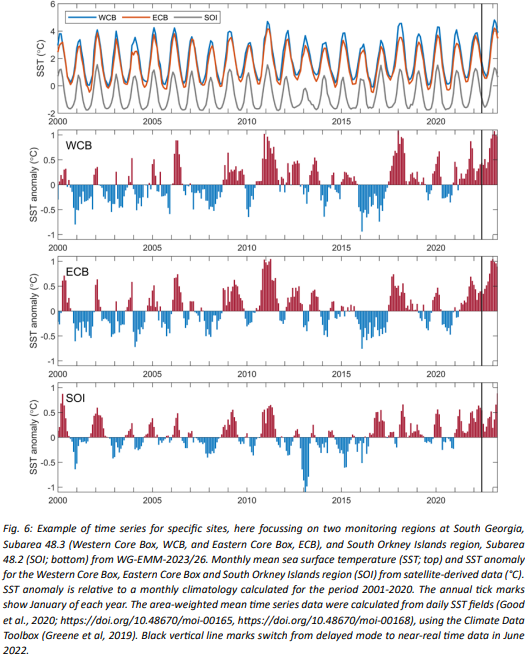 6
WCB ECB SOI
4
2
0
-2
SST (°C)
2000 2005 2010 2015 2020
1
WCB
0.5
0
-0.5
-1
SST anomaly (°C)
2000 2005 2010 2015 2020
1
ECB
0.5
0
-0.5
-1
SST anomaly (°C)
2000 2005 2010 2015 2020
1
SOI
0.5
0
-0.5
-1
SST anomaly (°C)
2000 2005 2010 2015 2020
Fig. 6: Example of time series for specific sites, here focussing on two monitoring regions at South Georgia,
Subarea 48.3 (Western Core Box, WCB, and Eastern Core Box, ECB), and South Orkney Islands region, Subarea
48.2 (SOI; bottom) from WG-EMM-2023/26. Monthly mean sea surface temperature (SST; top) and SST anomaly
for the Western Core Box, Eastern Core Box and South Orkney Islands region (SOI) from satellite-derived data (°C).
SST anomaly is relative to a monthly climatology calculated for the period 2001-2020. The annual tick marks
show January of each year. The area-weighted mean time series data were calculated from daily SST fields (Good
et al., 2020; https://doi.org/10.48670/moi-00165, https://doi.org/10.48670/moi-00168), using the Climate Data
Toolbox (Greene et al, 2019). Black vertical line marks switch from delayed mode to near-real time data in June
2022.